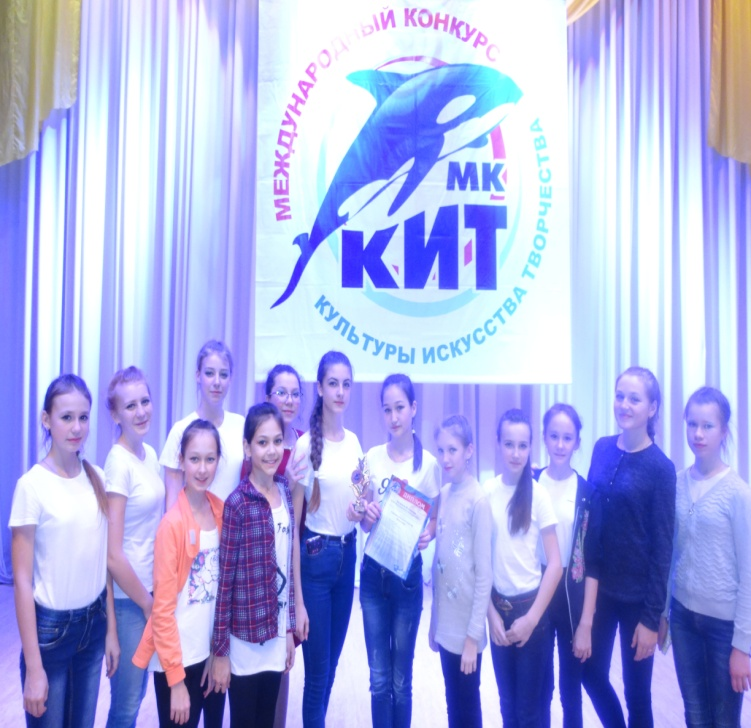 МЕЖДУНАРОДНЫЙ КОНКУРС
МК
КИТ
КУЛЬТУРЫ ИСКУССТВА ТВОРЧЕСТВА